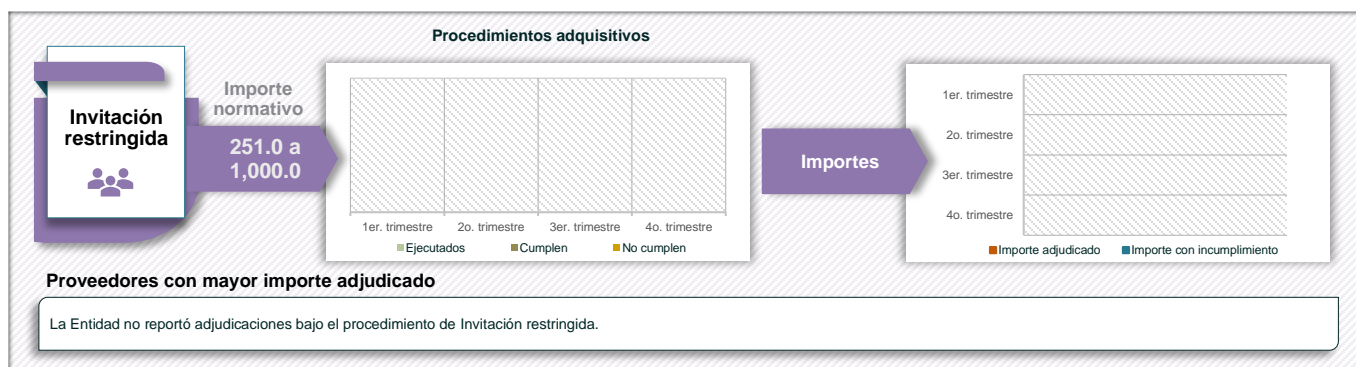 Procedimientos adquisitivos
Invitación
restringida
Importe
normativo
251.0 a
1,000.0
1er. trimestre 2o. trimestre 3er. trimestre 4o. trimestre
Ejecutados Cumplen No cumplen
Importes
1er. trimestre
2o. trimestre
3er. trimestre
4o. trimestre
Importe adjudicado Importe con incumplimiento
Proveedores con mayor importe adjudicado
La Entidad no reportó adjudicaciones bajo el procedimiento de Invitación restringida.